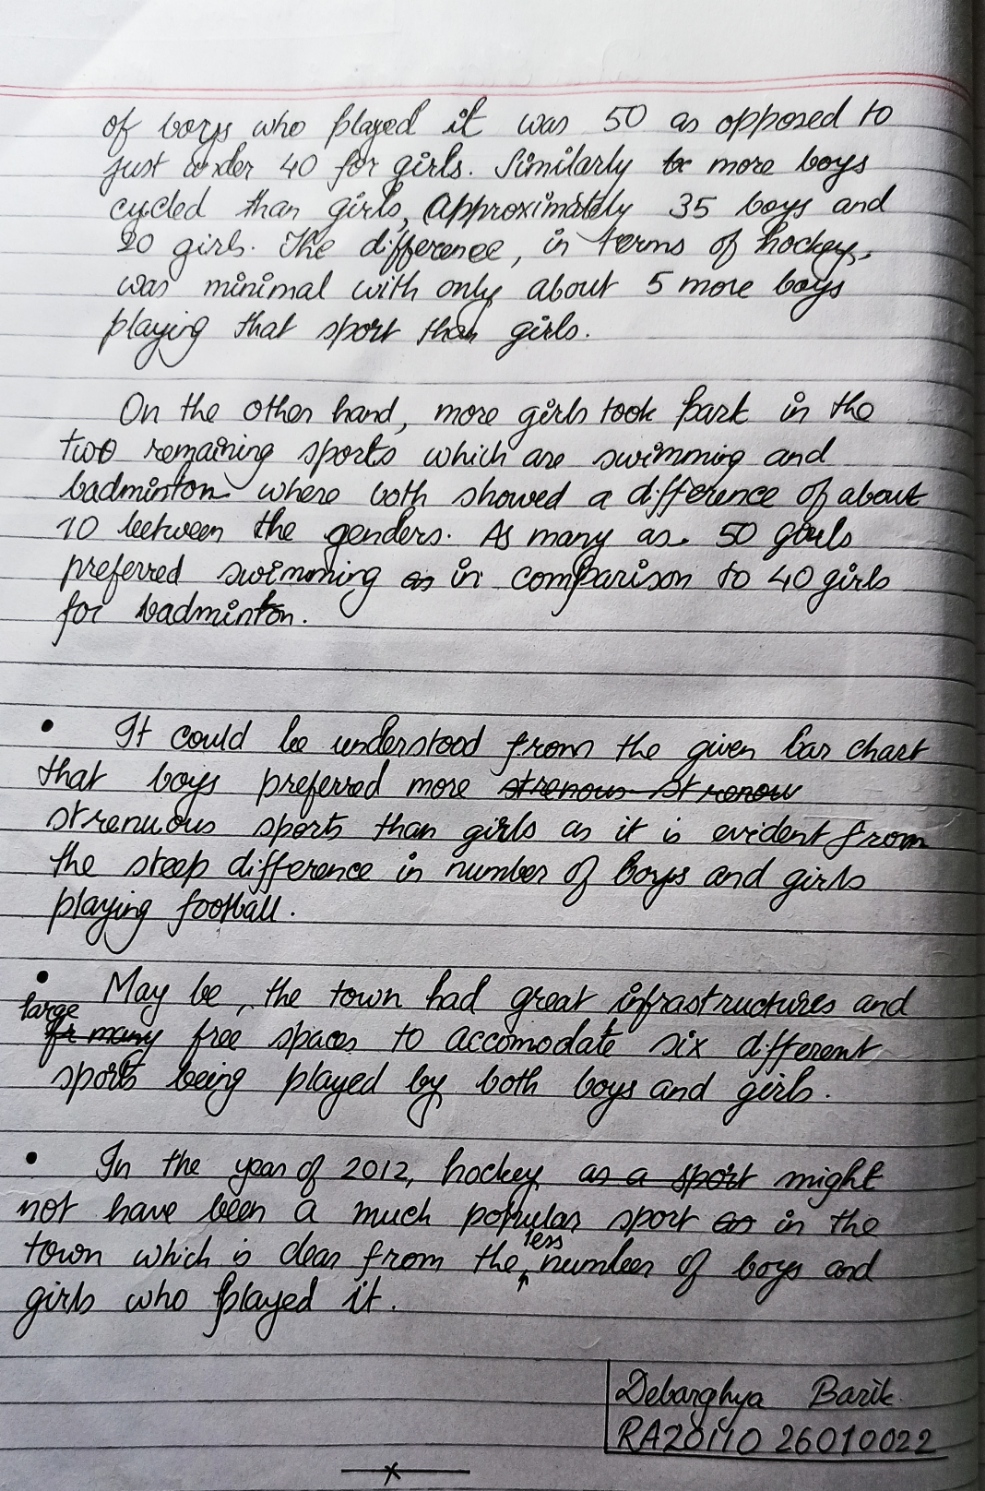 of boys who played it was 50 as opposed to
just under 40 for girls. Similarly more boys
cycled than girls, approximately 35 boys and
20 girls. The difference, in terms of hockey,
was minimal with only about 5 more boys
playing that sport than girls.
On the other hand, more girls took part in the
two remaining sports which are swimming and
badminton where both showed a difference of about
10 between the genders. As many as 50 girls
preferred swimming in comparison to 40 girls
for badminton.
• It could be understood from the given bar chart
that boys preferred more strenous strenou
strenuous sports than girls as it is evident from
the steep difference in number of boys and girls
playing football.
• May be, the town had great infrastructures and
large many free spaces to accomodate six different
sports being played by both boys and girls.
• In the year of 2012, hockey as a sport might
not have been a much popular sport as in the
town which is clear from the less number of boys and
girls who played it.
Debarghya Barik
RA2011026010022